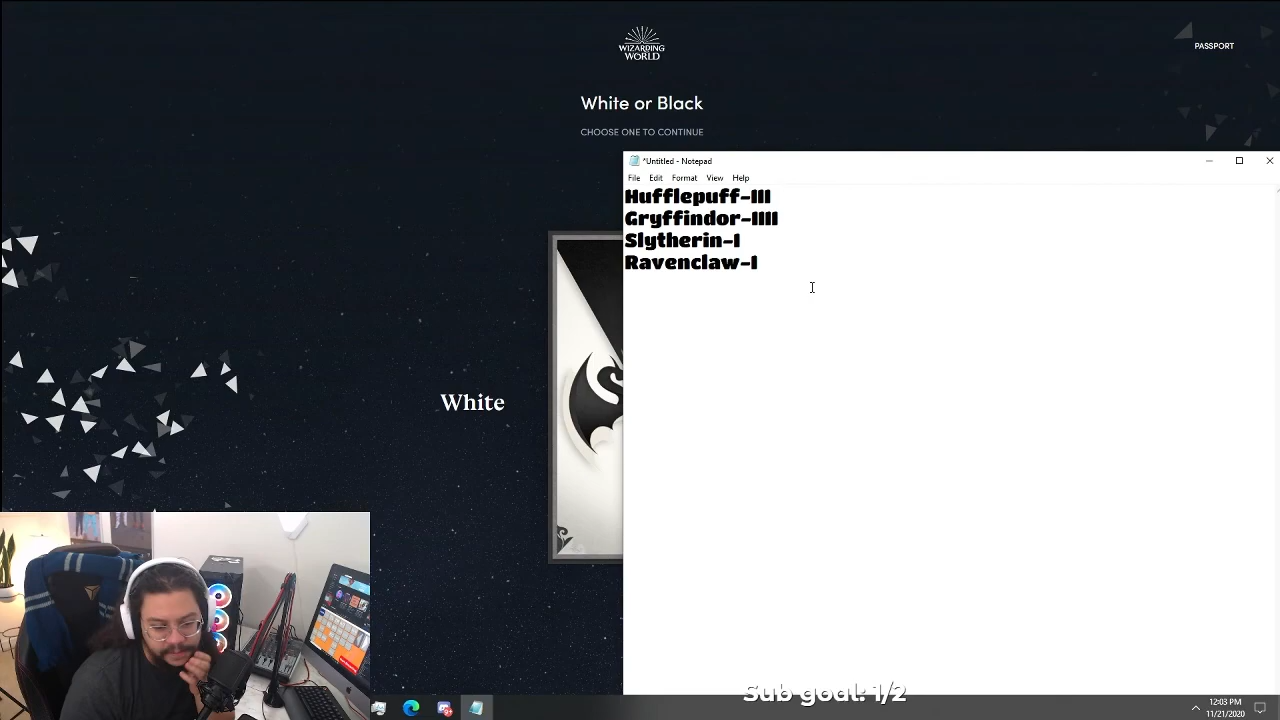 WIZARDING
WORLD
PASSPORT
White or Black
CHOOSE ONE TO CONTINUE
*Untitled - Notepad
File Edit Format View Help
Hufflepuff-III
Gryffindor-IIII
Slytherin-I
Ravenclaw-I
White
Sub goal: 1/2
12:03 PM
11/21/2020